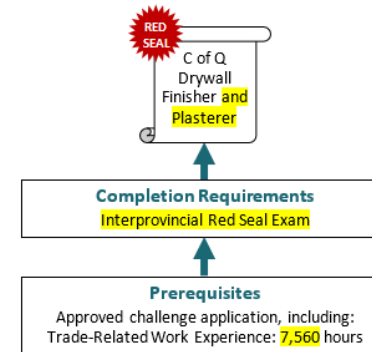 RED
SEAL
C of Q
Drywall
Finisher and
Plasterer
Completion Requirements
Interprovincial Red Seal Exam
Prerequisites
Approved challenge application, including:
Trade-Related Work Experience: 7,560 hours